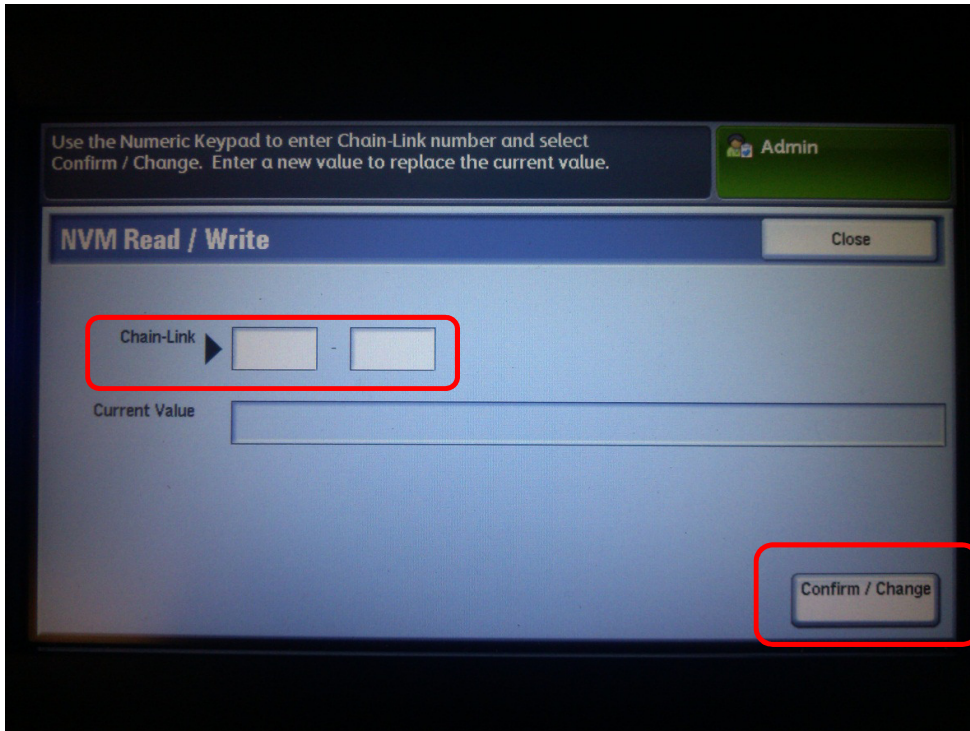 Use the Numeric Keypad to enter Chain-Link number and select
Confirm / Change. Enter a new value to replace the current value.
Admin
NVM Read / Write
Close
Chain-Link
-
Current Value
Confirm / Change